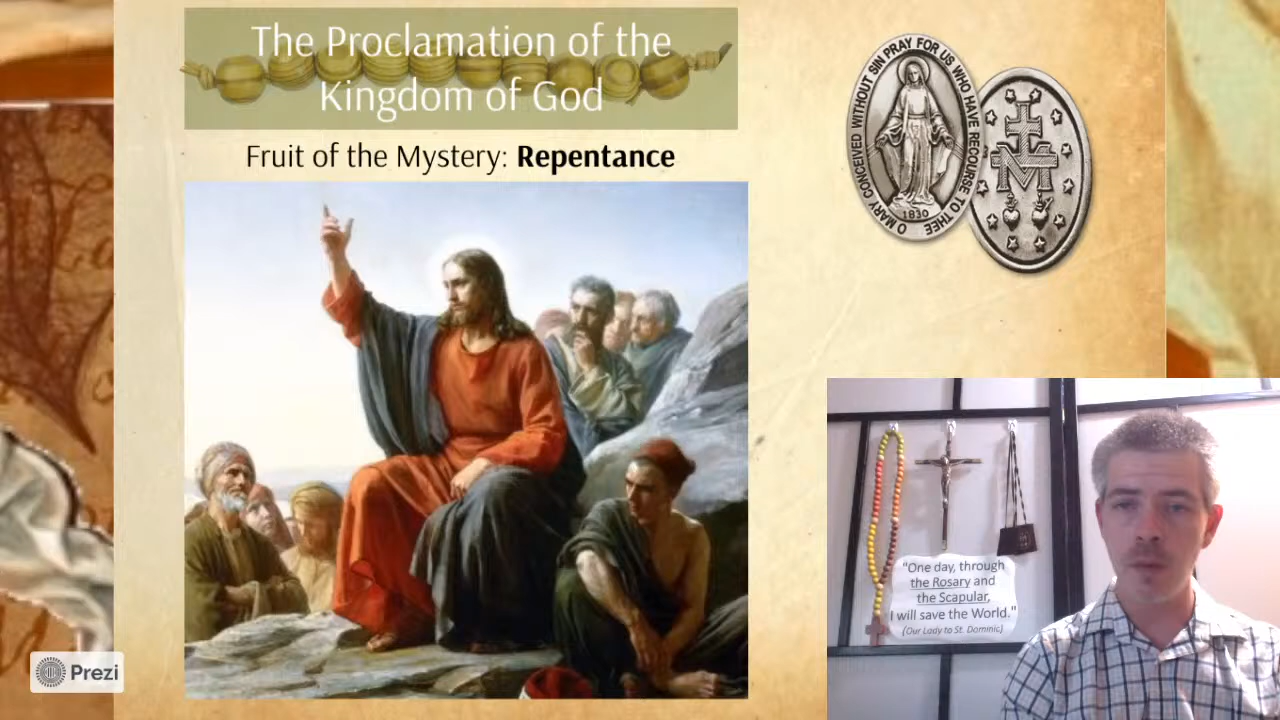 The Proclamation of the
Kingdom of God
Fruit of the Mystery: Repentance
O MARY CONCEIVED WITHOUT SIN PRAY FOR US WHO HAVE RECOURSE TO THEE
1830
M
"One day, through
the Rosary and
the Scapular,
I will save the World."
(Our Lady to St. Dominic)
Prezi